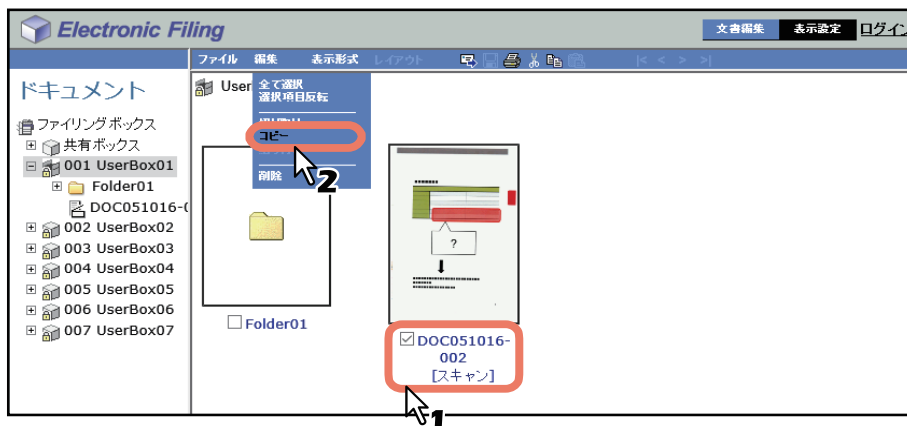 Electronic Filing
文書編集 表示設定 ログイン
ファイル 編集 表示形式 レイアウト |< < > >|
ドキュメント
ファイリングボックス
共有ボックス
001 UserBox01
Folder01
DOC051016-(
002 UserBox02
003 UserBox03
004 UserBox04
005 UserBox05
006 UserBox06
007 UserBox07
User
全て選択
選択項目反転
コピー
削除
2
?
Folder01
DOC051016-
002
[スキャン]
1